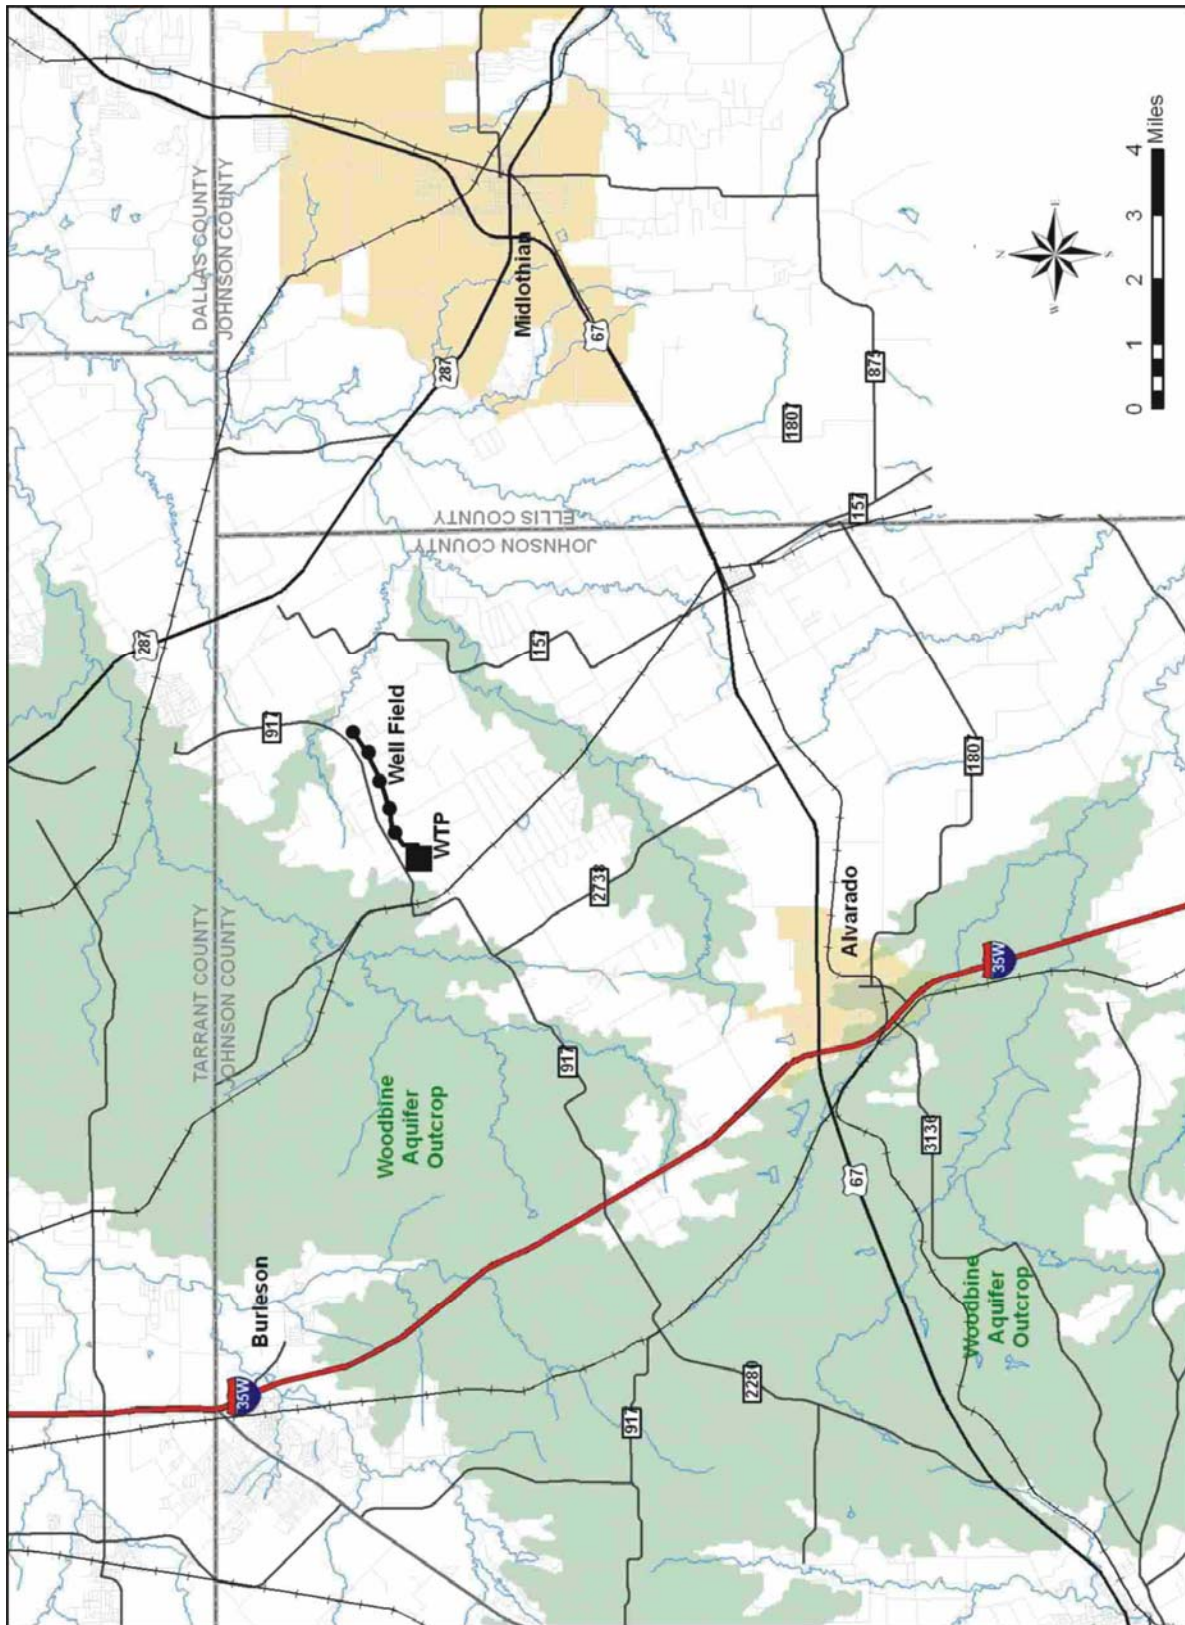 287
TARRANT COUNTY
JOHNSON COUNTY
DALLAS COUNTY
JOHNSON COUNTY
35W
Burleson
917
Woodbine
Aquifer
Outcrop
Well Field
WTP
287
JOHNSON COUNTY
ELLIS COUNTY
Midlothian
157
917
2738
67
917
2280
1807
Alvarado
67
157
875
3136
1807
35W
Woodbine
Aquifer
Outcrop
N
W E
S
0 1 2 3 4
Miles